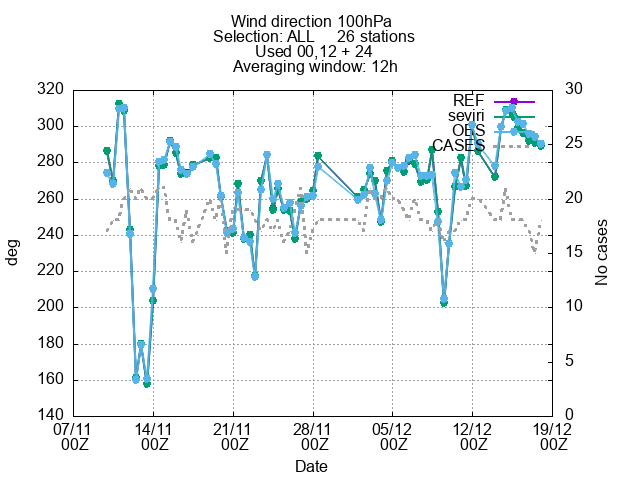 Wind direction 100hPa
Selection: ALL 26 stations
Used 00,12 + 24
Averaging window: 12h
320
300
280
260
240
220
200
180
160
140
deg
30
25
20
15
10
5
0
No cases
REF
seviri
OBS
CASES
07/11 14/11 21/11 28/11 05/12 12/12 19/12
00Z 00Z 00Z 00Z 00Z 00Z 00Z
Date